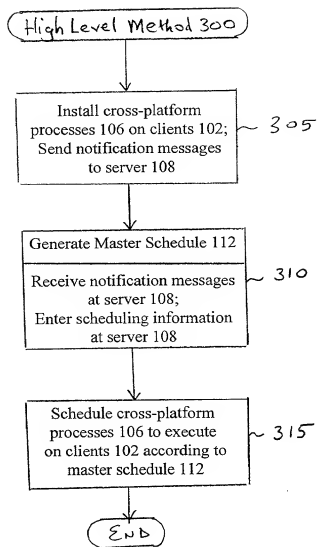 High Level Method 300
Install cross-platform
processes 106 on clients 102;
Send notification messages
to server 108
305
Generate Master Schedule 112
Receive notification messages
at server 108;
Enter scheduling information
at server 108
310
Schedule cross-platform
processes 106 to execute
on clients 102 according to
master schedule 112
315
END